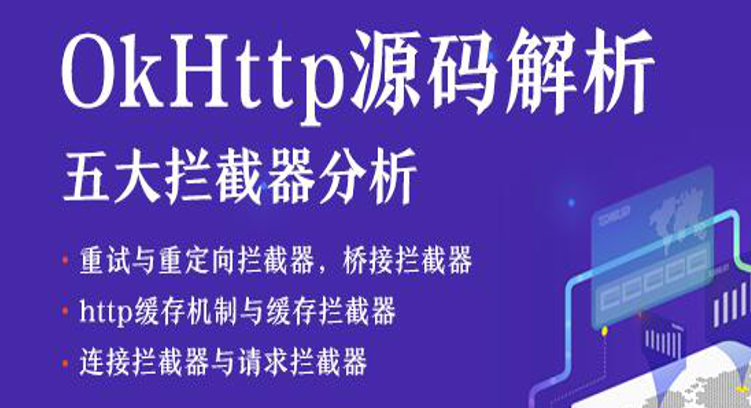 OkHttp源码解析
五大拦截器分析
重试与重定向拦截器，桥接拦截器
http缓存机制与缓存拦截器
连接拦截器与请求拦截器